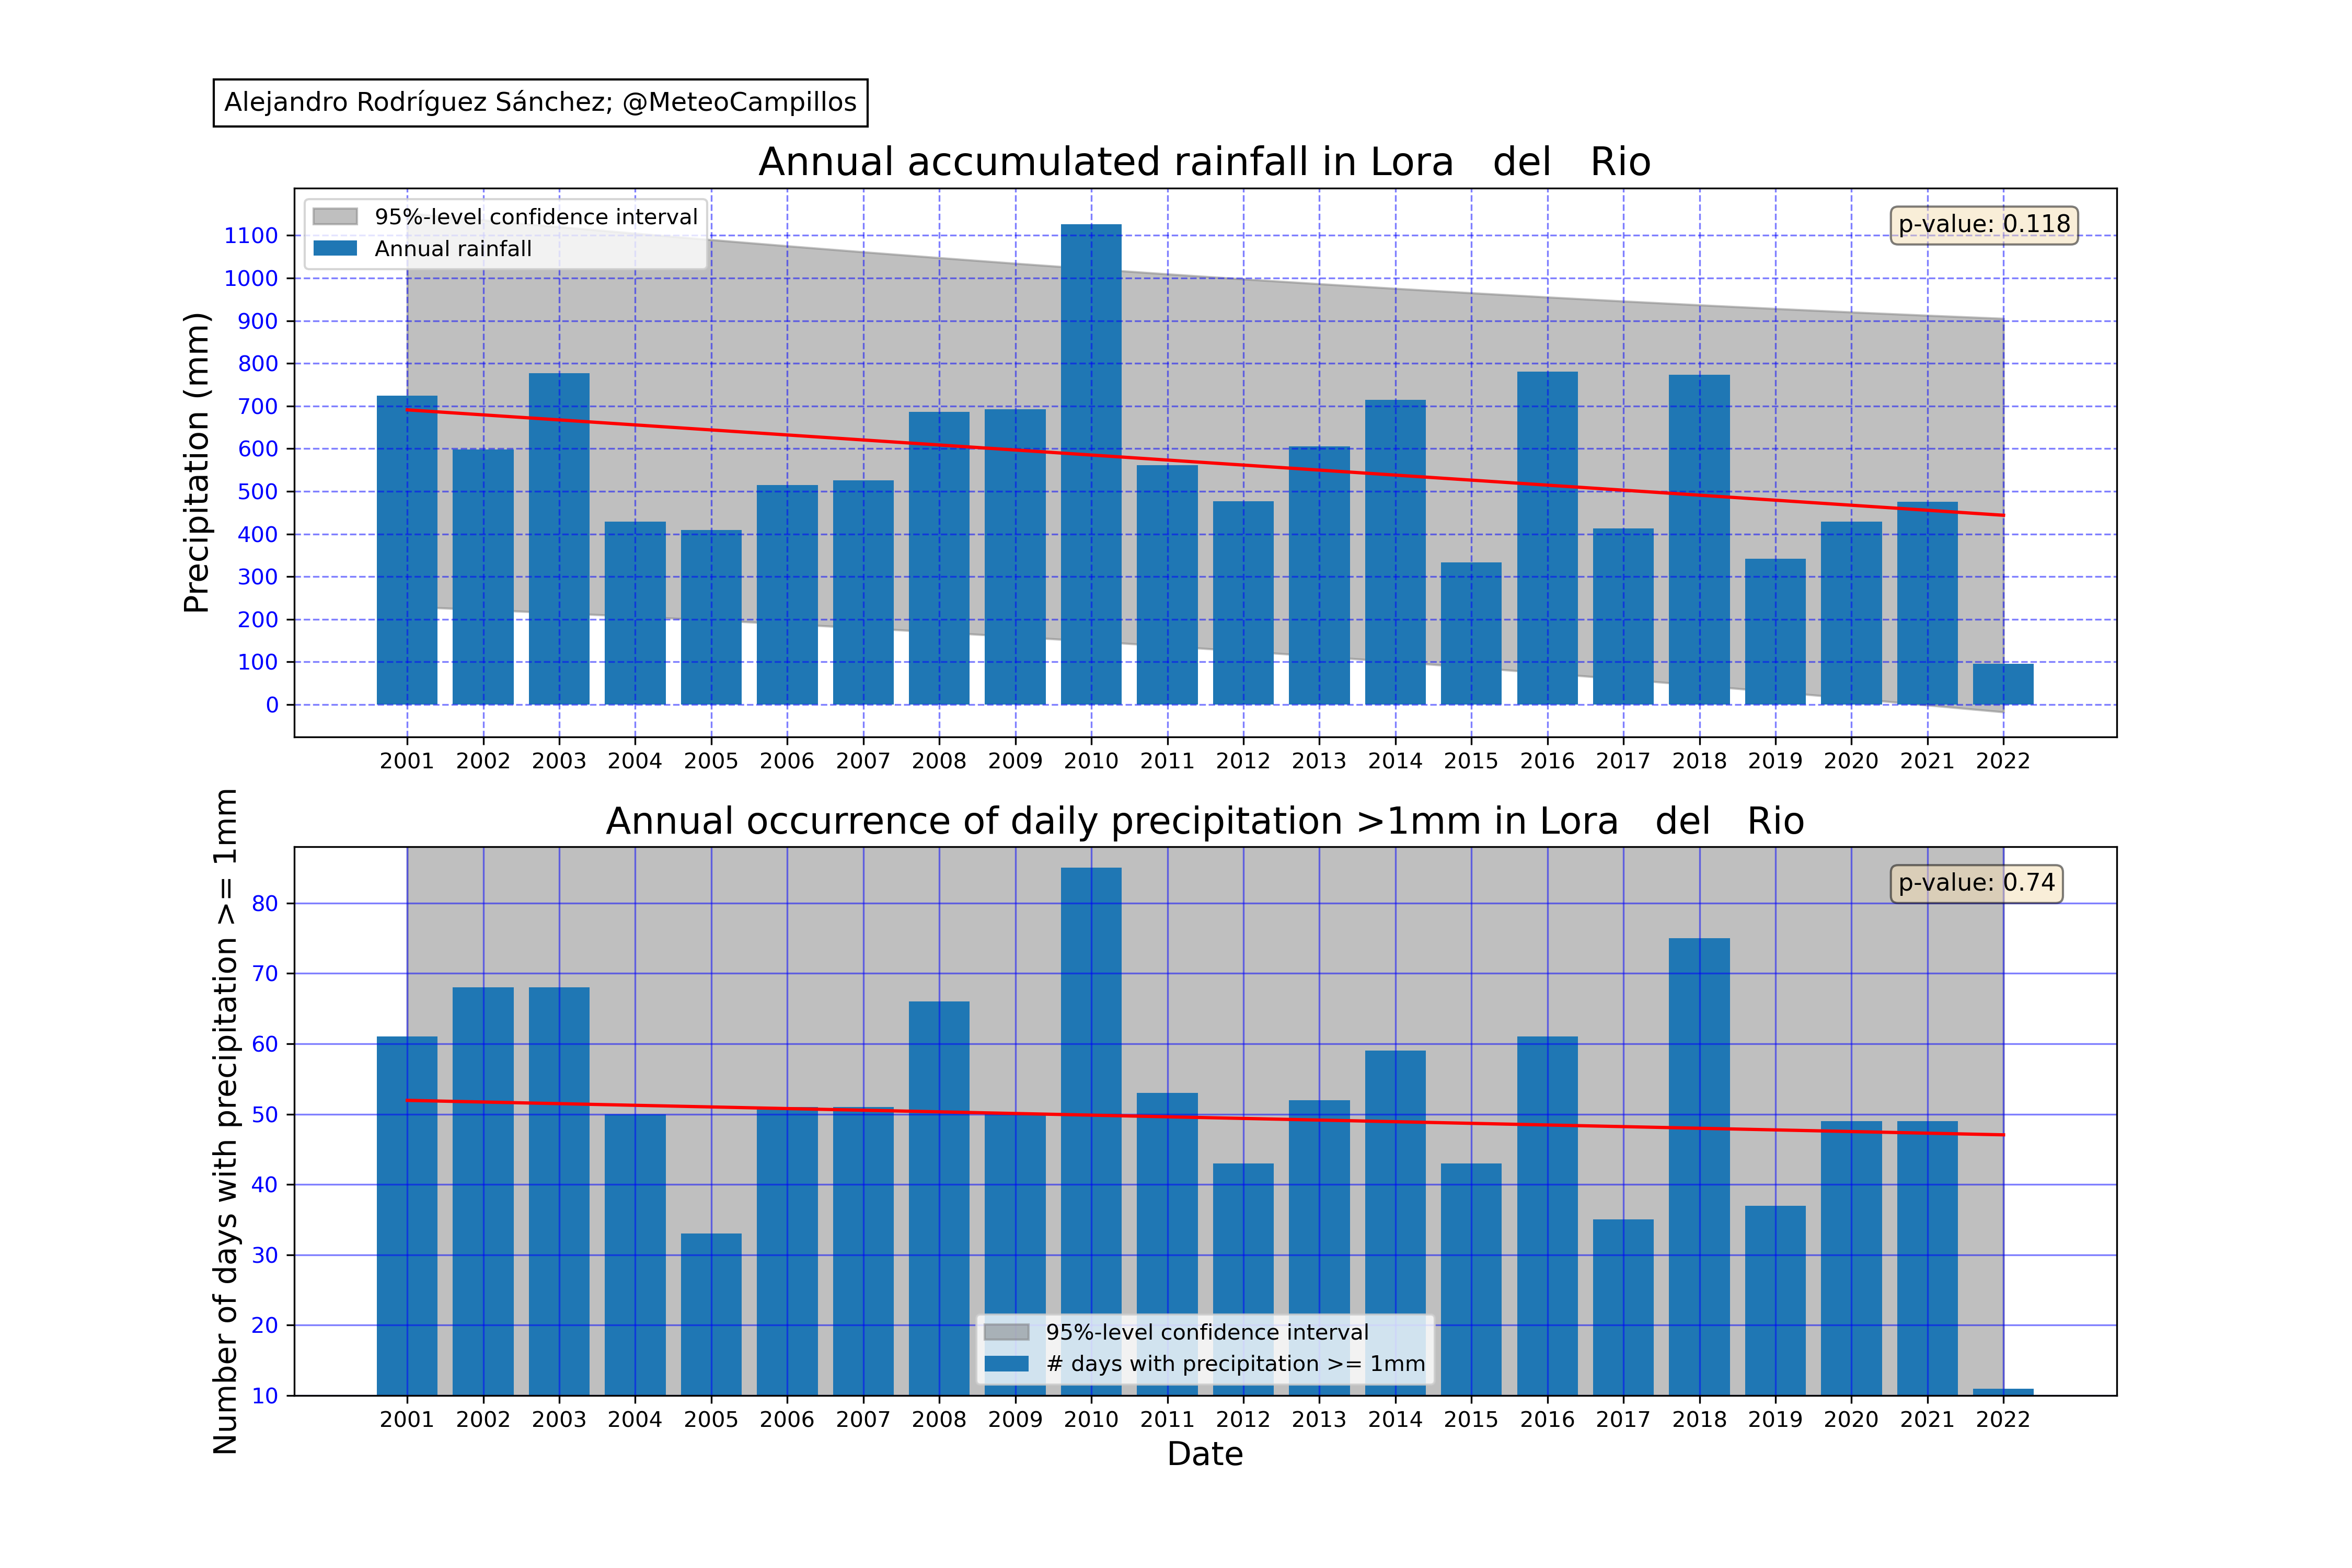 Alejandro Rodríguez Sánchez; @MeteoCampillos
Annual accumulated rainfall in Lora   del   Rio
95%-level confidence interval
Annual rainfall
p-value: 0.118
Precipitation (mm)
1100
1000
900
800
700
600
500
400
300
200
100
0
2001 2002 2003 2004 2005 2006 2007 2008 2009 2010 2011 2012 2013 2014 2015 2016 2017 2018 2019 2020 2021 2022
Annual occurrence of daily precipitation >1mm in Lora   del   Rio
p-value: 0.74
Number of days with precipitation >= 1mm
80
70
60
50
40
30
20
10
95%-level confidence interval
# days with precipitation >= 1mm
2001 2002 2003 2004 2005 2006 2007 2008 2009 2010 2011 2012 2013 2014 2015 2016 2017 2018 2019 2020 2021 2022
Date